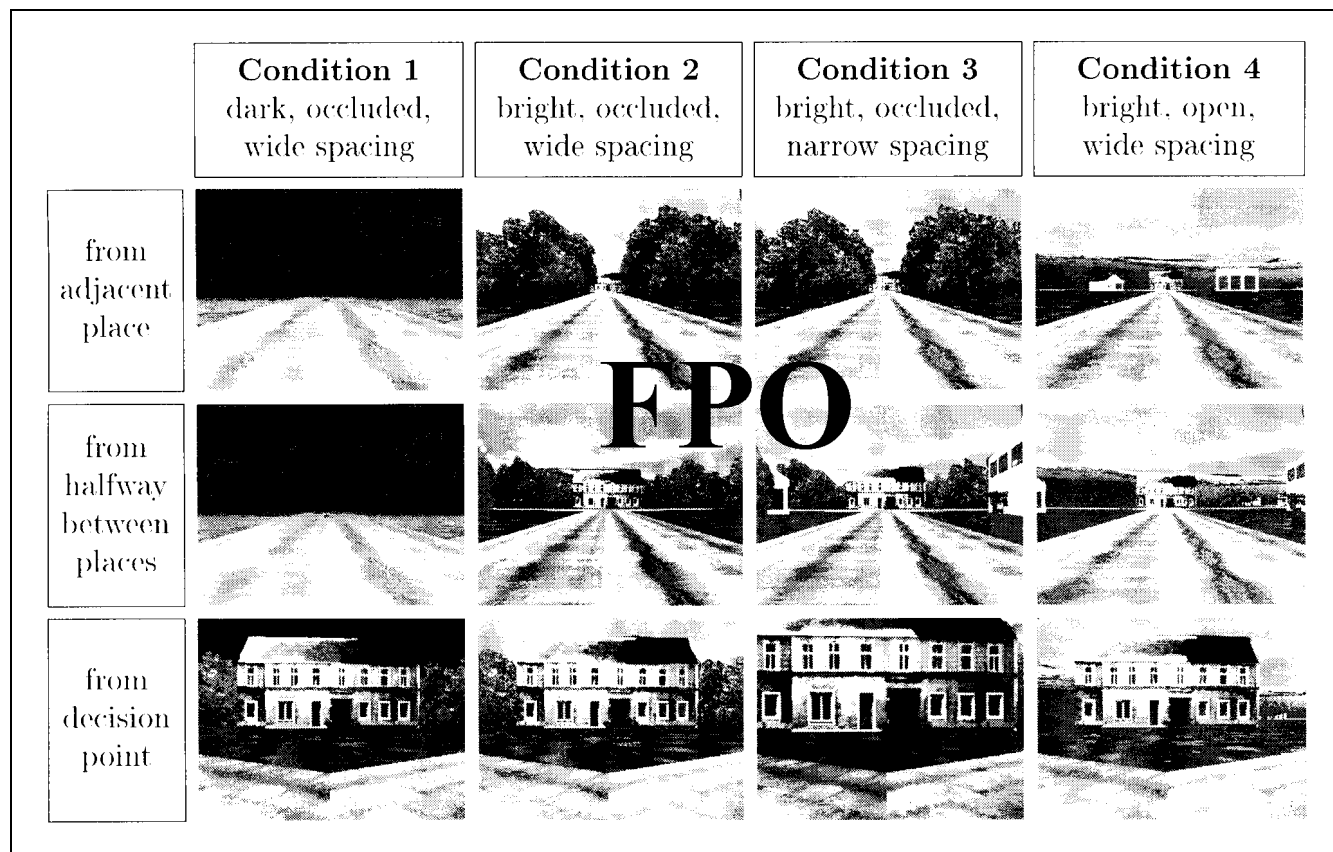 Condition 1
dark, occluded,
wide spacing
Condition 2
bright, occluded,
wide spacing
Condition 3
bright, occluded,
narrow spacing
Condition 4
bright, open,
wide spacing
from
adjacent
place
FPO
from
halfway
between
places
from
decision
point